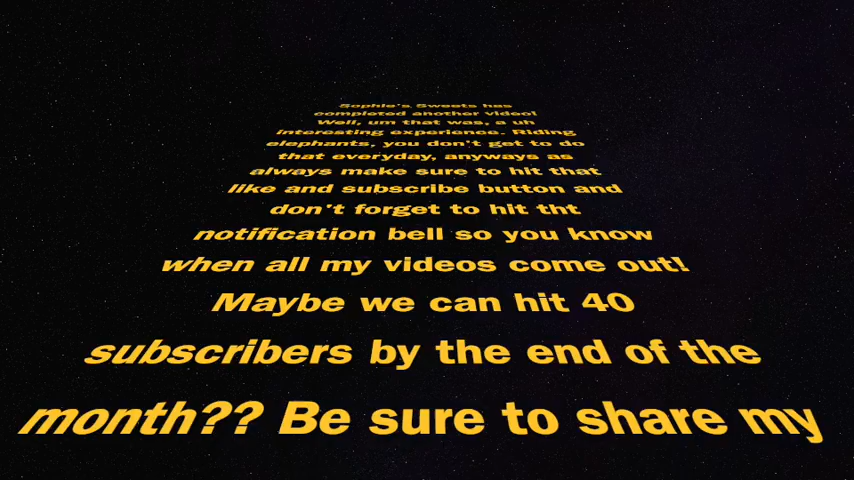 Sophie's Sweets has
completed another video!
Well, um that was, a uh
interesting experience. Riding
elephants, you don't get to do
that everyday, anyways as
always make sure to hit that
like and subscribe button and
don't forget to hit tht
notification bell so you know
when all my videos come out!
Maybe we can hit 40
subscribers by the end of the
month?? Be sure to share my